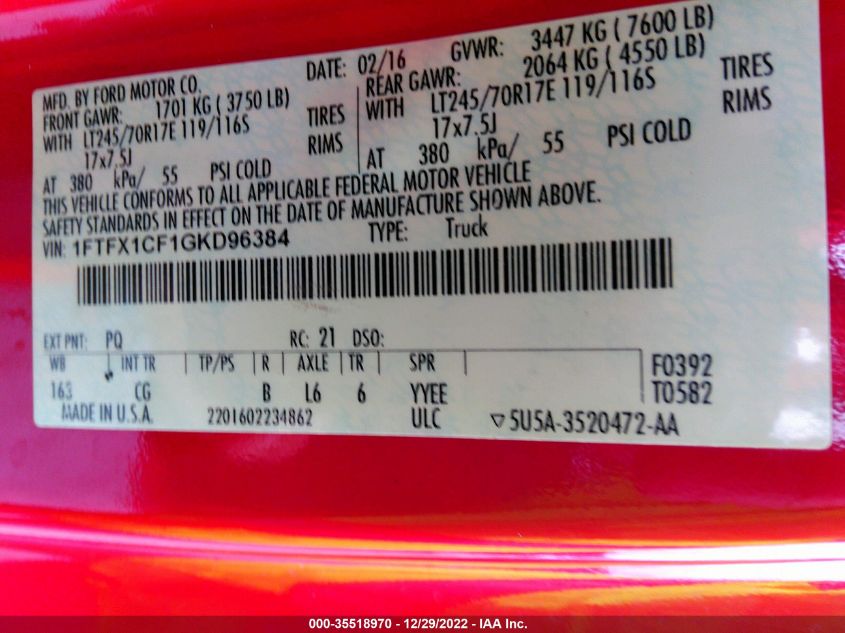 MFD. BY FORD MOTOR CO.
DATE: 02/16 GVWR: 3447 KG ( 7600 LB)
FRONT GAWR: 1701 KG ( 3750 LB)
REAR GAWR: 2064 KG ( 4550 LB)
WITH LT245/70R17E 119/116S TIRES
WITH LT245/70R17E 119/116S TIRES
17x7.5J RIMS
17x7.5J RIMS
AT 380 kPa/ 55 PSI COLD
AT 380 kPa/ 55 PSI COLD
THIS VEHICLE CONFORMS TO ALL APPLICABLE FEDERAL MOTOR VEHICLE
SAFETY STANDARDS IN EFFECT ON THE DATE OF MANUFACTURE SHOWN ABOVE.
VIN: 1FTFX1CF1GKD96384 TYPE: Truck
EXT PNT: PQ RC: 21 DSO:
WB | INT TR | TP/PS | R | AXLE | TR | SPR | F0392
163 CG B L6 6 YYEE T0582
MADE IN U.S.A. 2201602234862 ULC ▽5U5A-3520472-AA
000-35518970 - 12/29/2022 - IAA Inc.